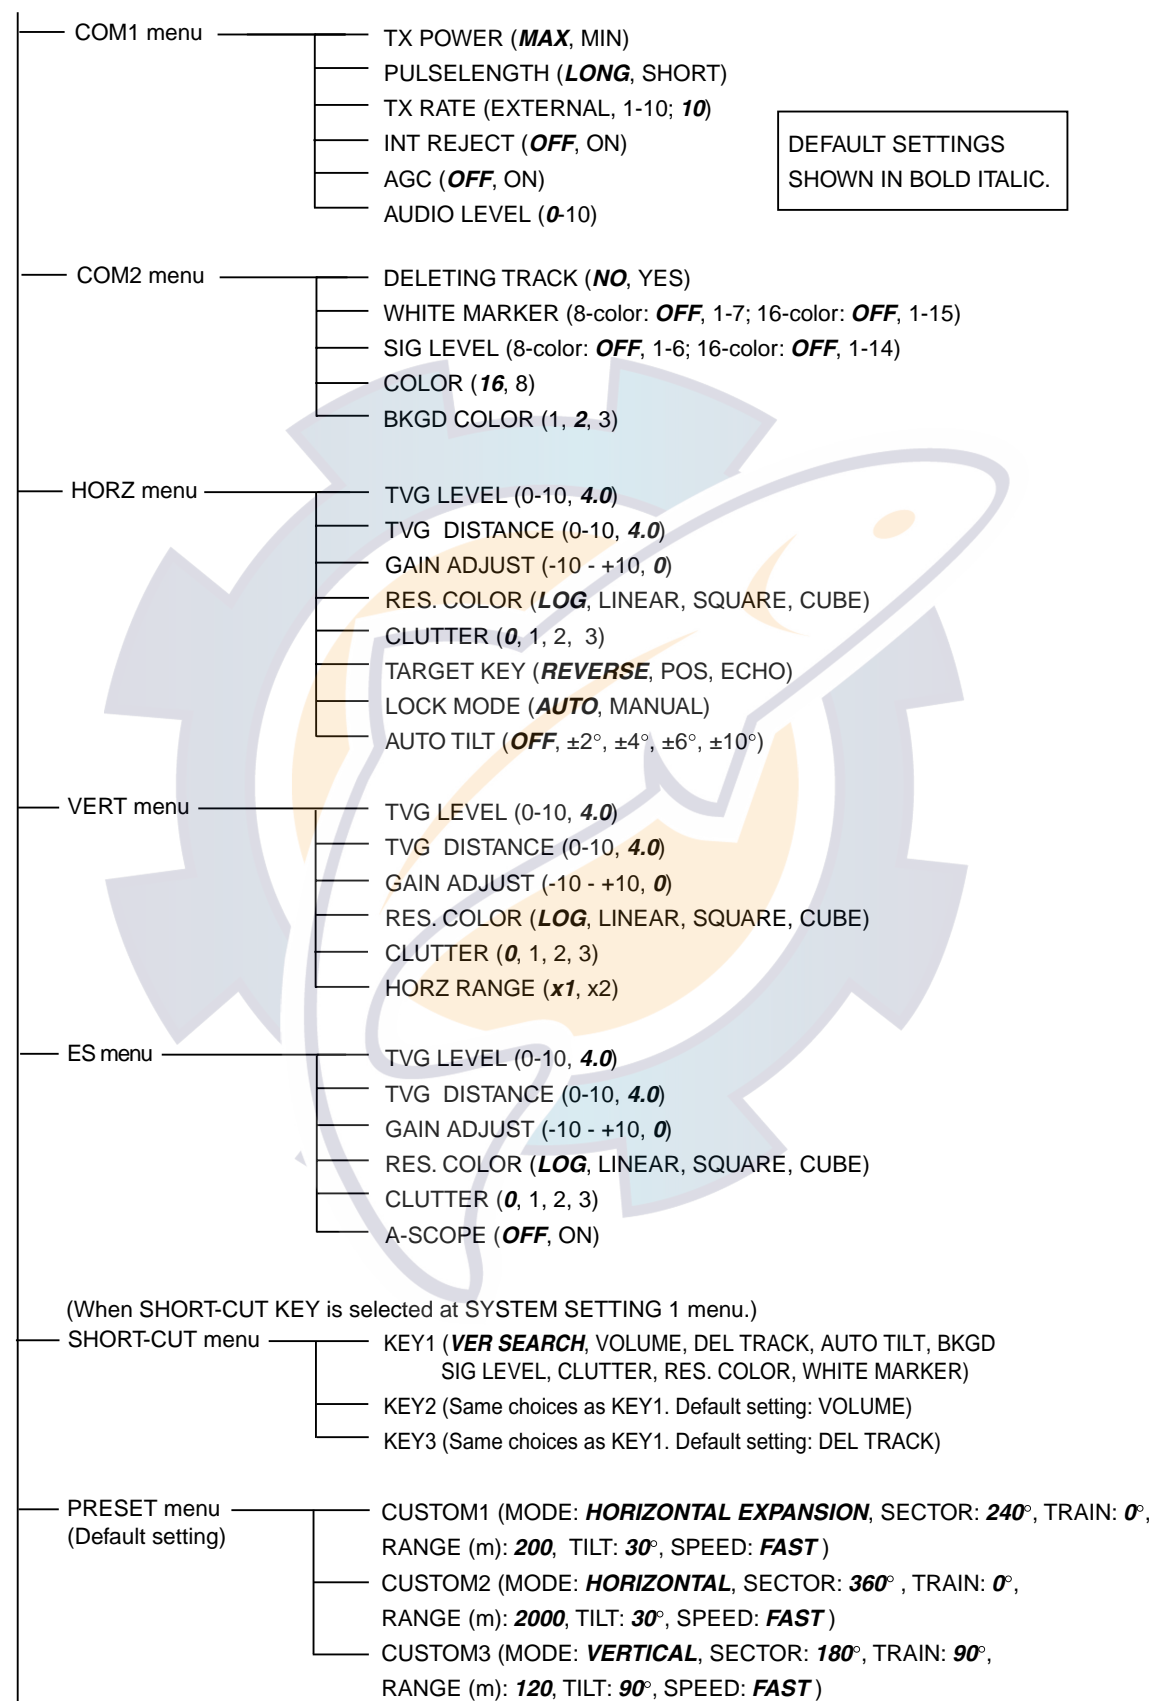 COM1 menu
TX POWER (MAX, MIN)
PULSELENGTH (LONG, SHORT)
TX RATE (EXTERNAL, 1-10; 10)
INT REJECT (OFF, ON)
AGC (OFF, ON)
AUDIO LEVEL (0-10)
DEFAULT SETTINGS
SHOWN IN BOLD ITALIC.
COM2 menu
DELETING TRACK (NO, YES)
WHITE MARKER (8-color: OFF, 1-7; 16-color: OFF, 1-15)
SIG LEVEL (8-color: OFF, 1-6; 16-color: OFF, 1-14)
COLOR (16, 8)
BKGD COLOR (1, 2, 3)
HORZ menu
TVG LEVEL (0-10, 4.0)
TVG DISTANCE (0-10, 4.0)
GAIN ADJUST (-10 - +10, 0)
RES. COLOR (LOG, LINEAR, SQUARE, CUBE)
CLUTTER (0, 1, 2, 3)
TARGET KEY (REVERSE, POS, ECHO)
LOCK MODE (AUTO, MANUAL)
AUTO TILT (OFF, ±2°, ±4°, ±6°, ±10°)
VERT menu
TVG LEVEL (0-10, 4.0)
TVG DISTANCE (0-10, 4.0)
GAIN ADJUST (-10 - +10, 0)
RES. COLOR (LOG, LINEAR, SQUARE, CUBE)
CLUTTER (0, 1, 2, 3)
HORZ RANGE (x1, x2)
ES menu
TVG LEVEL (0-10, 4.0)
TVG DISTANCE (0-10, 4.0)
GAIN ADJUST (-10 - +10, 0)
RES. COLOR (LOG, LINEAR, SQUARE, CUBE)
CLUTTER (0, 1, 2, 3)
A-SCOPE (OFF, ON)
(When SHORT-CUT KEY is selected at SYSTEM SETTING 1 menu.)
SHORT-CUT menu
KEY1 (VER SEARCH, VOLUME, DEL TRACK, AUTO TILT, BKGD
SIG LEVEL, CLUTTER, RES. COLOR, WHITE MARKER)
KEY2 (Same choices as KEY1. Default setting: VOLUME)
KEY3 (Same choices as KEY1. Default setting: DEL TRACK)
PRESET menu
(Default setting)
CUSTOM1 (MODE: HORIZONTAL EXPANSION, SECTOR: 240°, TRAIN: 0°,
RANGE (m): 200, TILT: 30°, SPEED: FAST )
CUSTOM2 (MODE: HORIZONTAL, SECTOR: 360° , TRAIN: 0°,
RANGE (m): 2000, TILT: 30°, SPEED: FAST )
CUSTOM3 (MODE: VERTICAL, SECTOR: 180°, TRAIN: 90°,
RANGE (m): 120, TILT: 90°, SPEED: FAST )